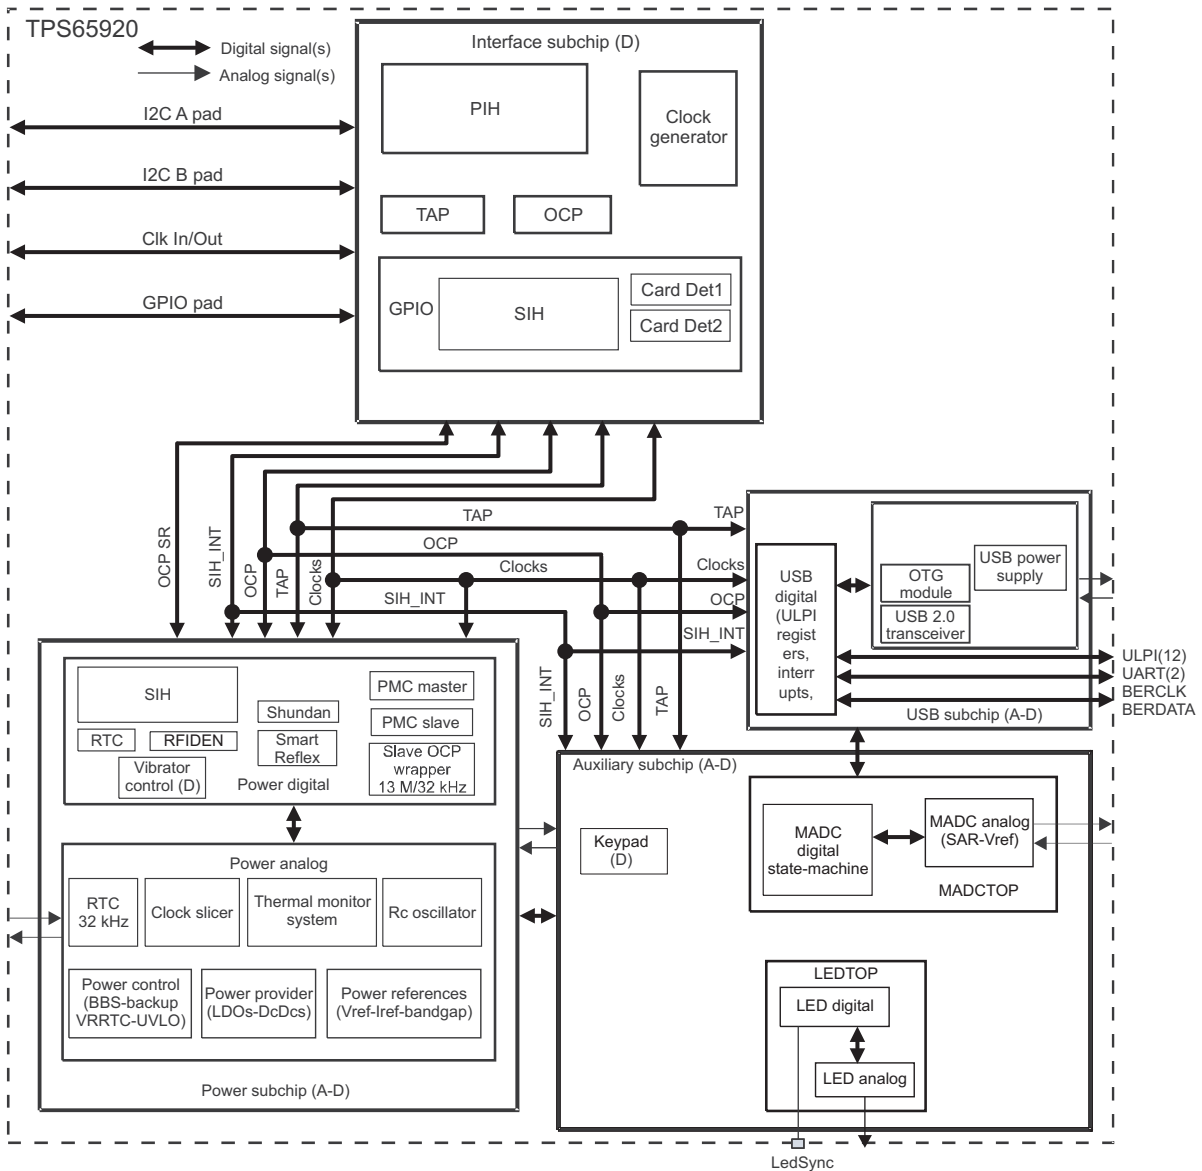 TPS65920
Digital signal(s)
Analog signal(s)
I2C A pad
I2C B pad
Clk In/Out
GPIO pad
Interface subchip (D)
PIH
Clock
generator
TAP
OCP
GPIO
SIH
Card Det1
Card Det2
OCP SR
SIH_INT
OCP
TAP
Clocks
TAP
OCP
Clocks
SIH_INT
TAP
Clocks
OCP
SIH_INT
SIH_INT
OCP
Clocks
TAP
USB
digital
(ULPI
regist
ers,
interr
upts,
OTG
module
USB 2.0
transceiver
USB power
supply
USB subchip (A-D)
ULPI(12)
UART(2)
BERCLK
BERDATA
SIH
RTC
RFIDEN
Vibrator
control (D)
Shundan
Smart
Reflex
PMC master
PMC slave
Slave OCP
wrapper
13 M/32 kHz
Power digital
Power analog
RTC
32 kHz
Clock slicer
Thermal monitor
system
Rc oscillator
Power control
(BBS-backup
VRRTC-UVLO)
Power provider
(LDOs-DcDcs)
Power references
(Vref-Iref-bandgap)
Power subchip (A-D)
Auxiliary subchip (A-D)
Keypad
(D)
MADC
digital
state-machine
MADC analog
(SAR-Vref)
MADCTOP
LEDTOP
LED digital
LED analog
LedSync